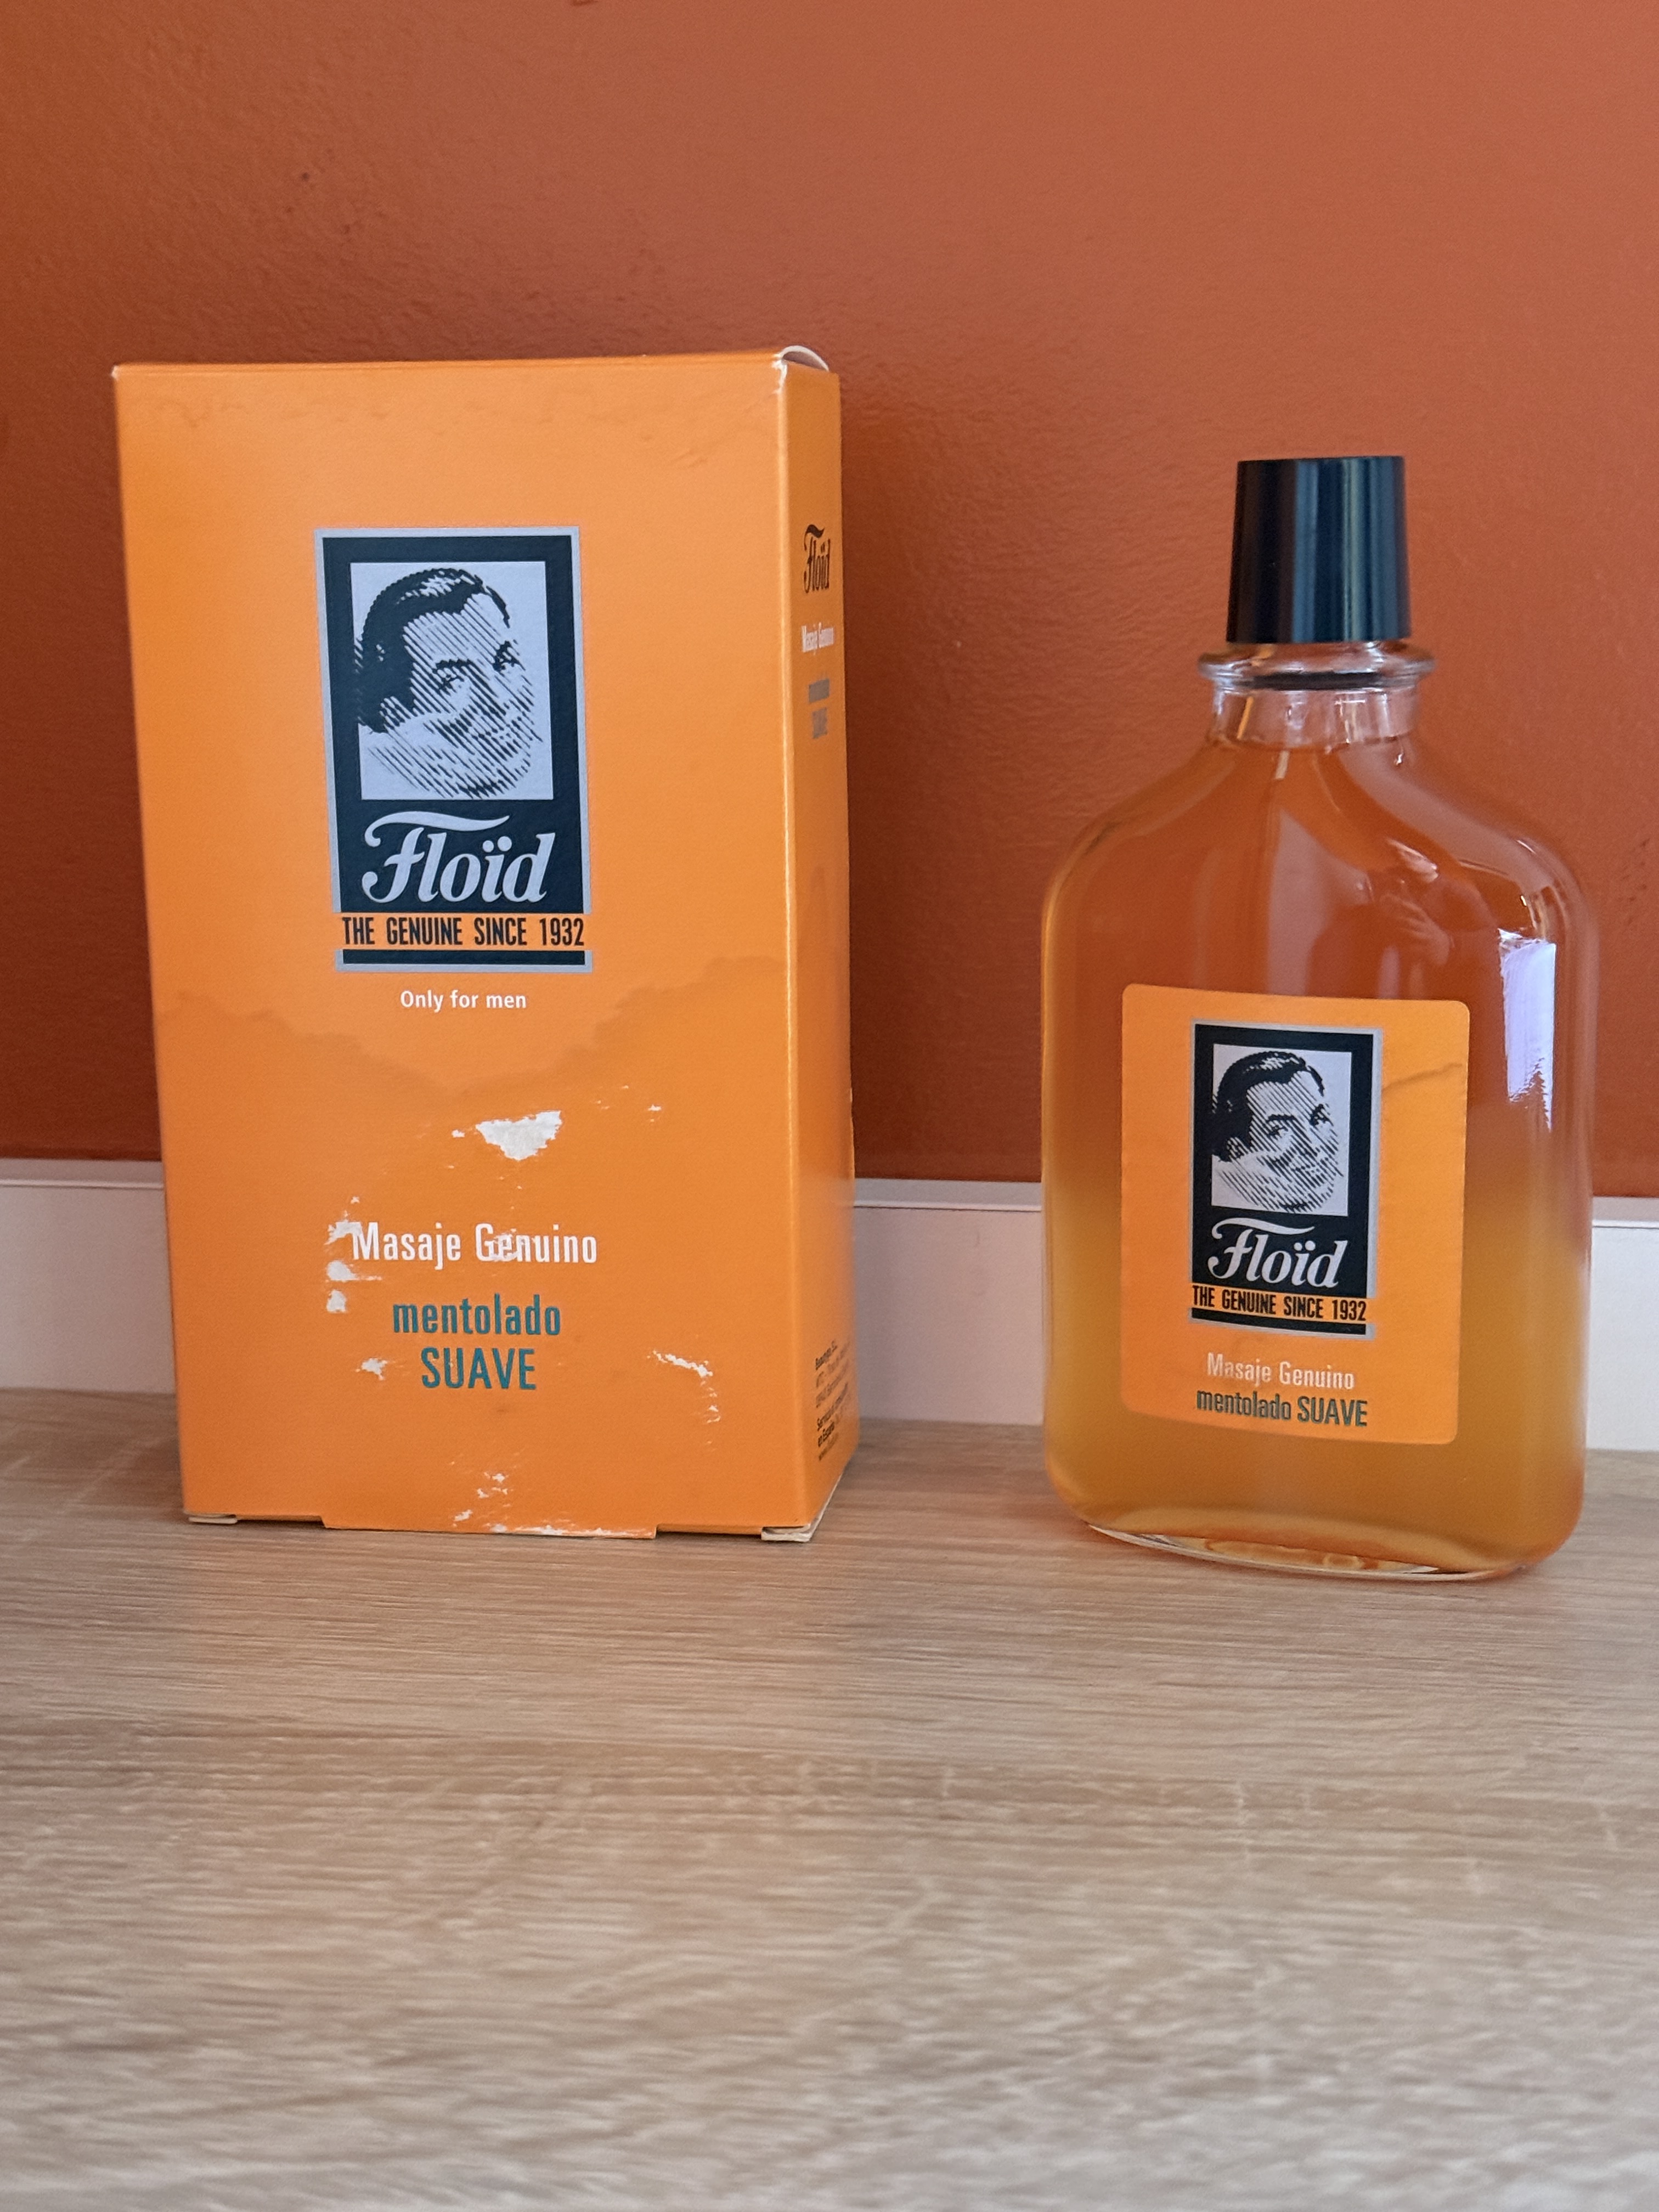 Floïd
THE GENUINE SINCE 1932
Only for men
Masaje Genuino
mentolado
SUAVE
Floïd
Masaje Genuino
SUAVE
Floïd
THE GENUINE SINCE 1932
Masaje Genuino
mentolado SUAVE